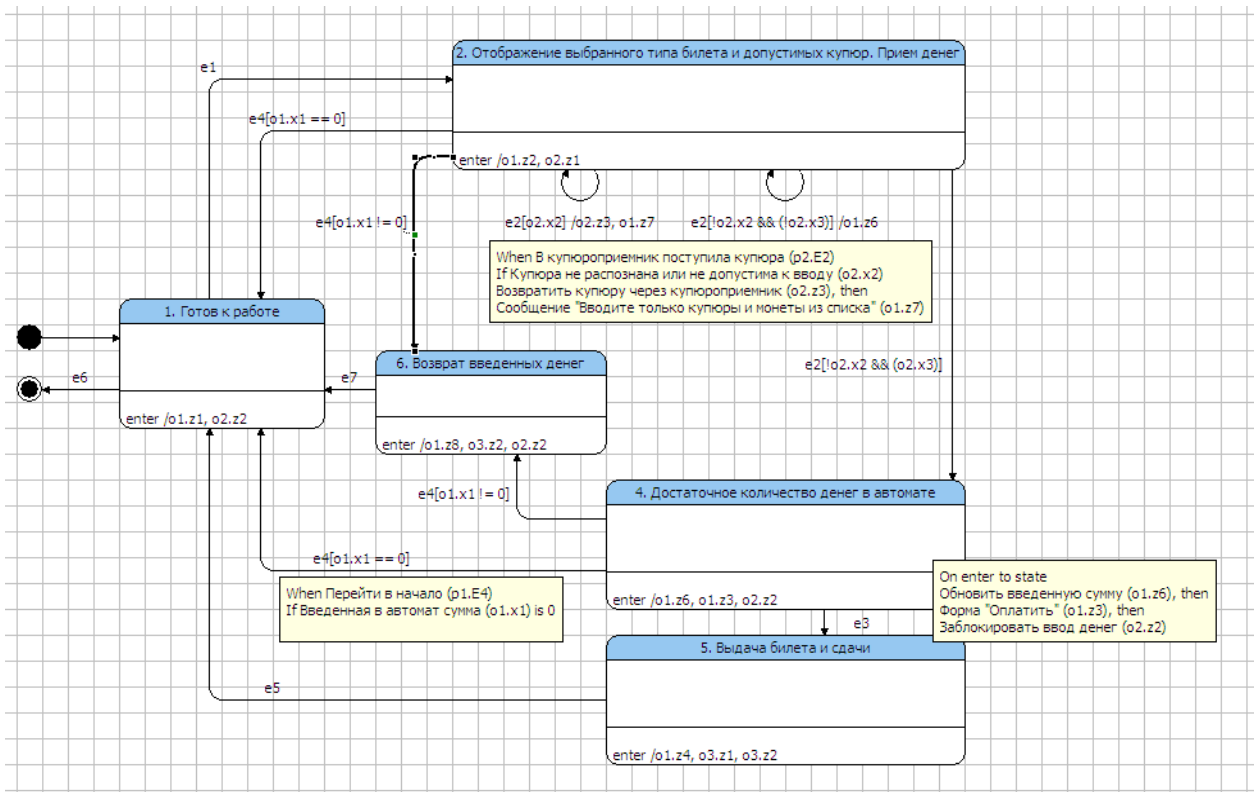 2. Отображение выбранного типа билета и допустимых купюр. Прием денег
e1
e4[o1.x1 == 0]
enter /o1.z2, o2.z1
e4[o1.x1 != 0]
e2[o2.x2] /o2.z3, o1.z7
e2[!o2.x2 && (!o2.x3)] /o1.z6
When В купюроприемник поступила купюра (p2.E2)
If Купюра не распознана или не допустима к вводу (o2.x2)
Возвратить купюру через купюроприемник (o2.z3), then
Сообщение "Вводите только купюры и монеты из списка" (o1.z7)
1. Готов к работе
6. Возврат введенных денег
e2[!o2.x2 && (o2.x3)]
e6
e7
enter /o1.z1, o2.z2
enter /o1.z8, o3.z2, o2.z2
e4[o1.x1 != 0]
4. Достаточное количество денег в автомате
e4[o1.x1 == 0]
When Перейти в начало (p1.E4)
If Введенная в автомат сумма (o1.x1) is 0
enter /o1.z6, o1.z3, o2.z2
On enter to state
Обновить введенную сумму (o1.z6), then
Форма "Оплатить" (o1.z3), then
Заблокировать ввод денег (o2.z2)
e3
5. Выдача билета и сдачи
e5
enter /o1.z4, o3.z1, o3.z2